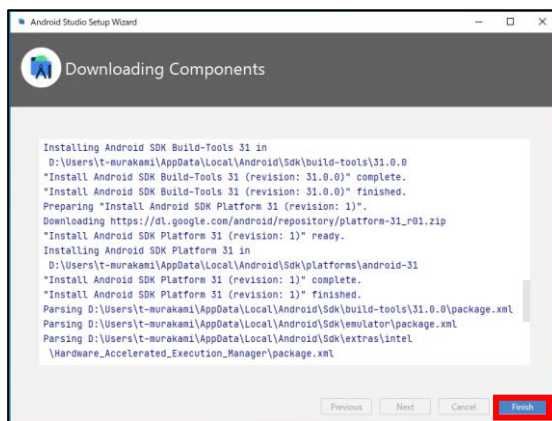 Android Studio Setup Wizard
Downloading Components
Installing Android SDK Build-Tools 31 in
D:\Users\t-murakami\AppData\Local\Android\Sdk\build-tools\31.0.0
"Install Android SDK Build-Tools 31 (revision: 31.0.0)" complete.
"Install Android SDK Build-Tools 31 (revision: 31.0.0)" finished.
Preparing "Install Android SDK Platform 31 (revision: 1)".
Downloading https://dl.google.com/android/repository/platform-31_r01.zip
"Install Android SDK Platform 31 (revision: 1)" ready.
Installing Android SDK Platform 31 in
D:\Users\t-murakami\AppData\Local\Android\Sdk\platforms\android-31
"Install Android SDK Platform 31 (revision: 1)" complete.
"Install Android SDK Platform 31 (revision: 1)" finished.
Parsing D:\Users\t-murakami\AppData\Local\Android\Sdk\build-tools\31.0.0\package.xml
Parsing D:\Users\t-murakami\AppData\Local\Android\Sdk\emulator\package.xml
Parsing D:\Users\t-murakami\AppData\Local\Android\Sdk\extras\intel
\Hardware_Accelerated_Execution_Manager\package.xml
Previous Next Cancel Finish